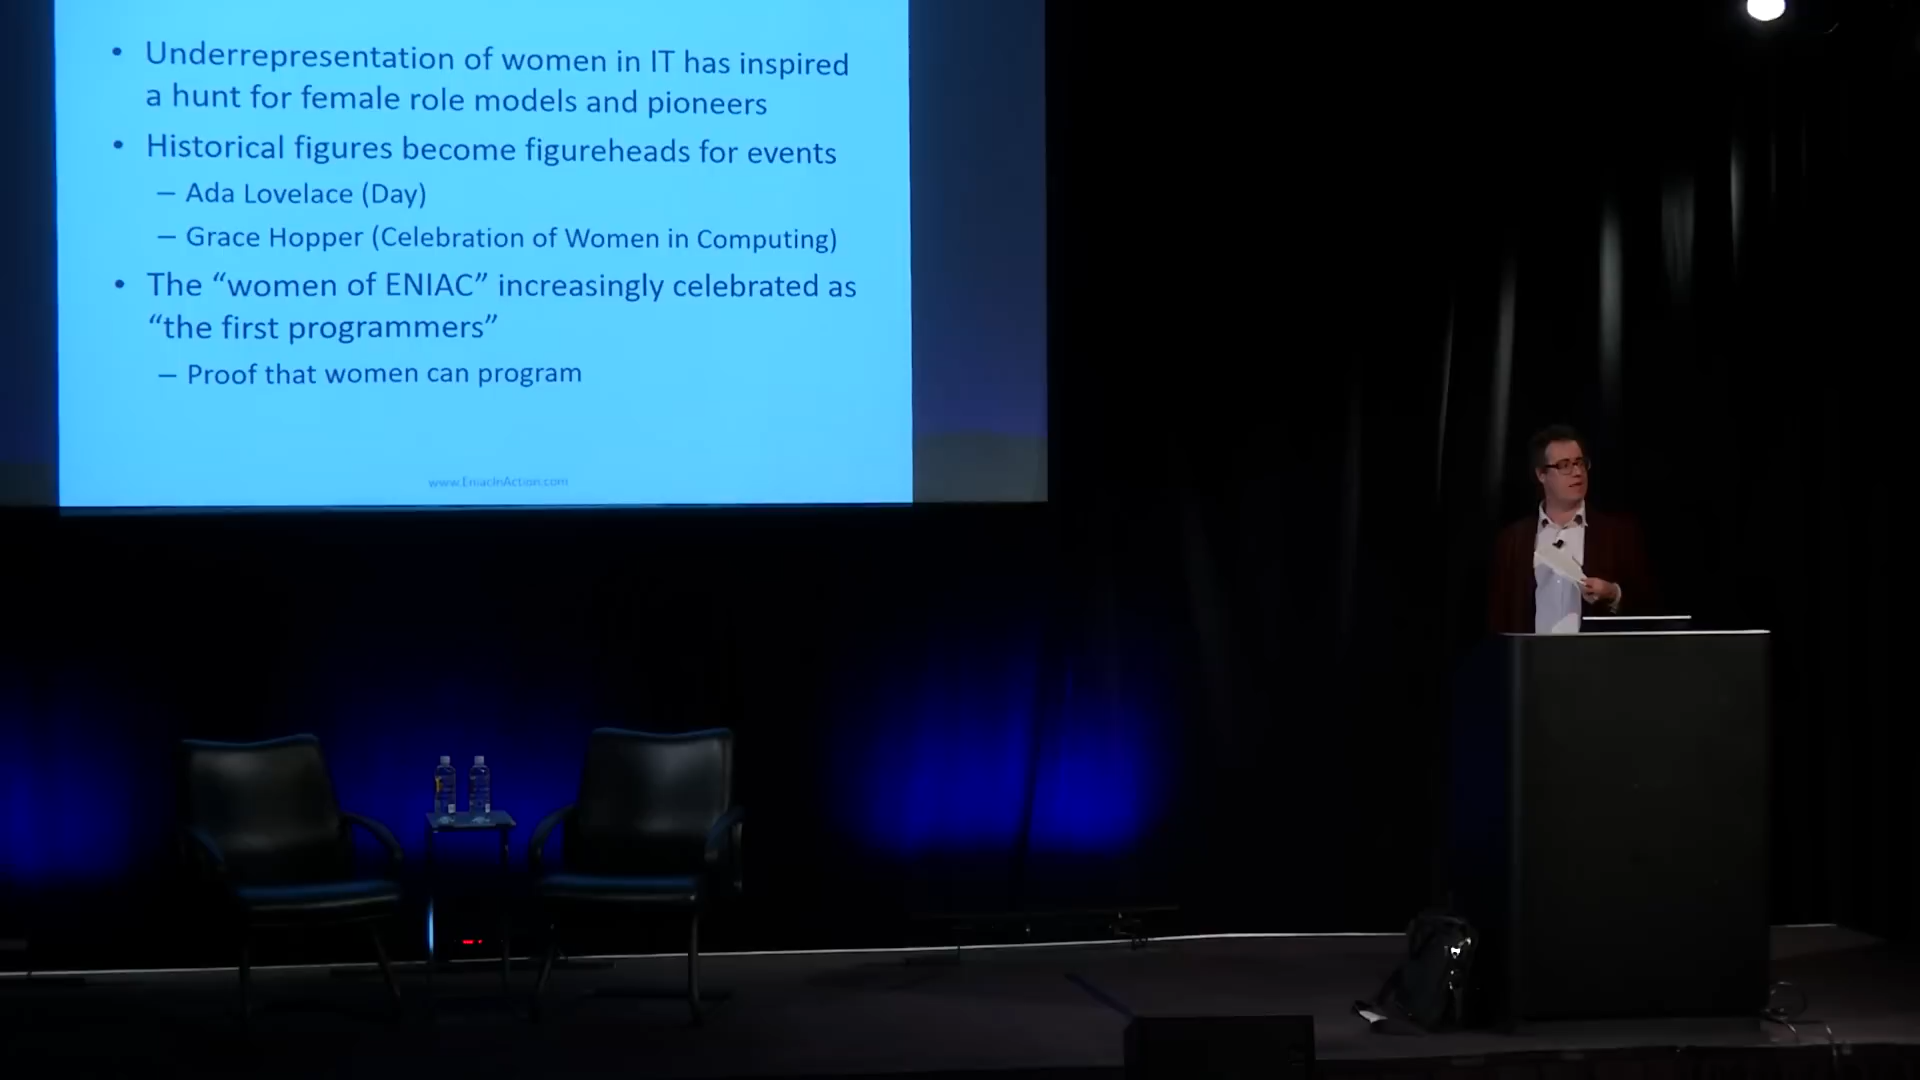 • Underrepresentation of women in IT has inspired
a hunt for female role models and pioneers
• Historical figures become figureheads for events
– Ada Lovelace (Day)
– Grace Hopper (Celebration of Women in Computing)
• The “women of ENIAC” increasingly celebrated as
“the first programmers”
– Proof that women can program
www.EniacInAction.com